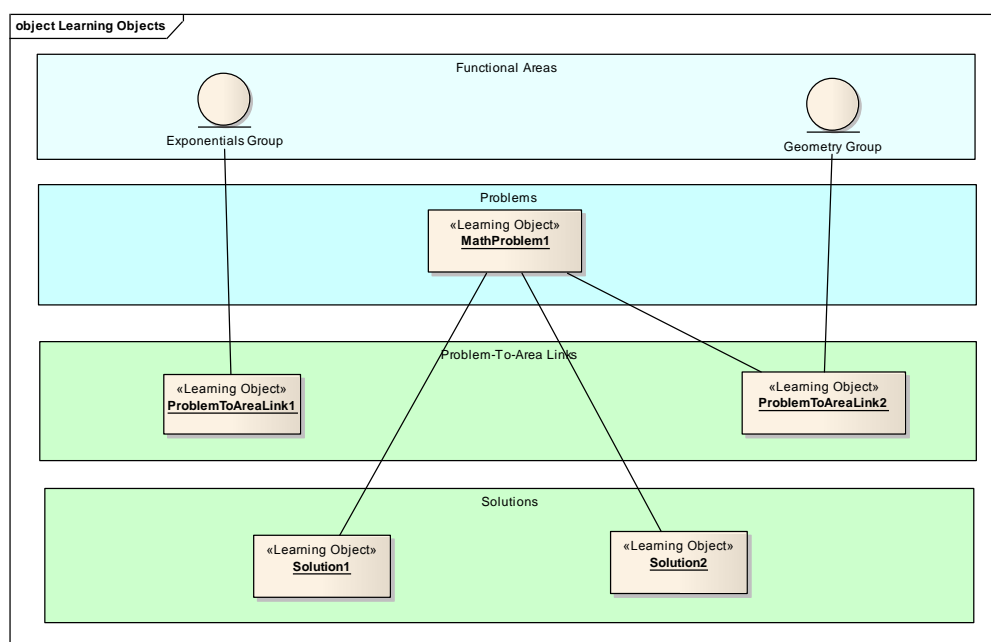 object Learning Objects
Functional Areas
Exponentials Group
Geometry Group
Problems
«Learning Object»
MathProblem1
Problem-To-Area Links
«Learning Object»
ProblemToAreaLink1
«Learning Object»
ProblemToAreaLink2
Solutions
«Learning Object»
Solution1
«Learning Object»
Solution2